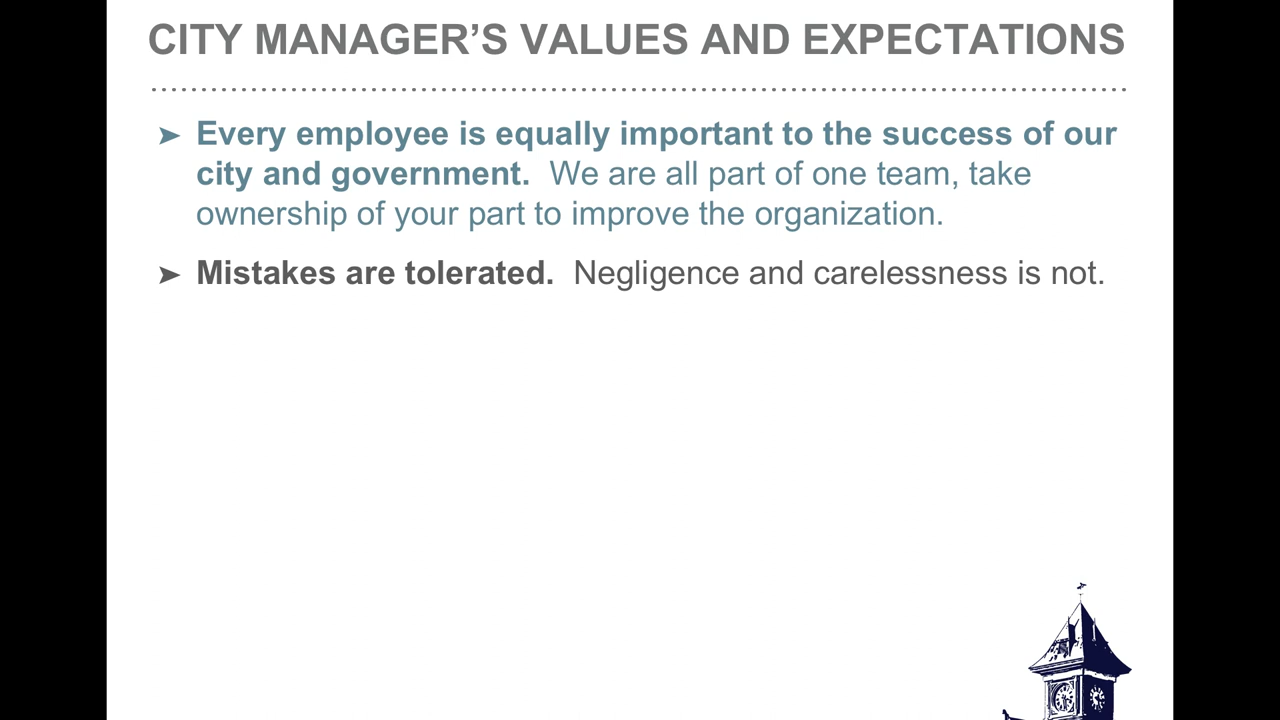 CITY MANAGER’S VALUES AND EXPECTATIONS
➤ Every employee is equally important to the success of our
city and government.  We are all part of one team, take
ownership of your part to improve the organization.
➤ Mistakes are tolerated.  Negligence and carelessness is not.